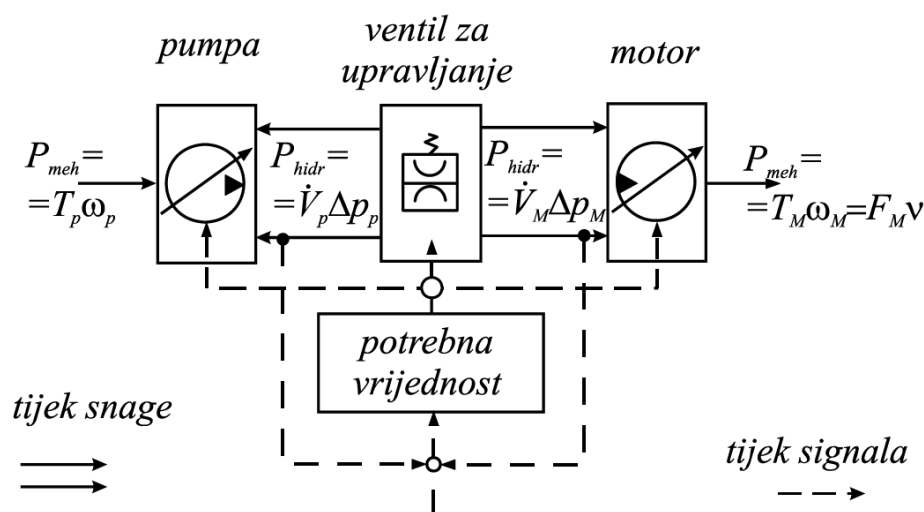 pumpa
ventil za
upravljanje
motor
P_meh=
=T_pω_p
P_hidr=
=V̇_pΔp_p
P_hidr=
=V̇_MΔp_M
P_meh=
=T_Mω_M=F_Mν
potrebna
vrijednost
tijek snage
tijek signala